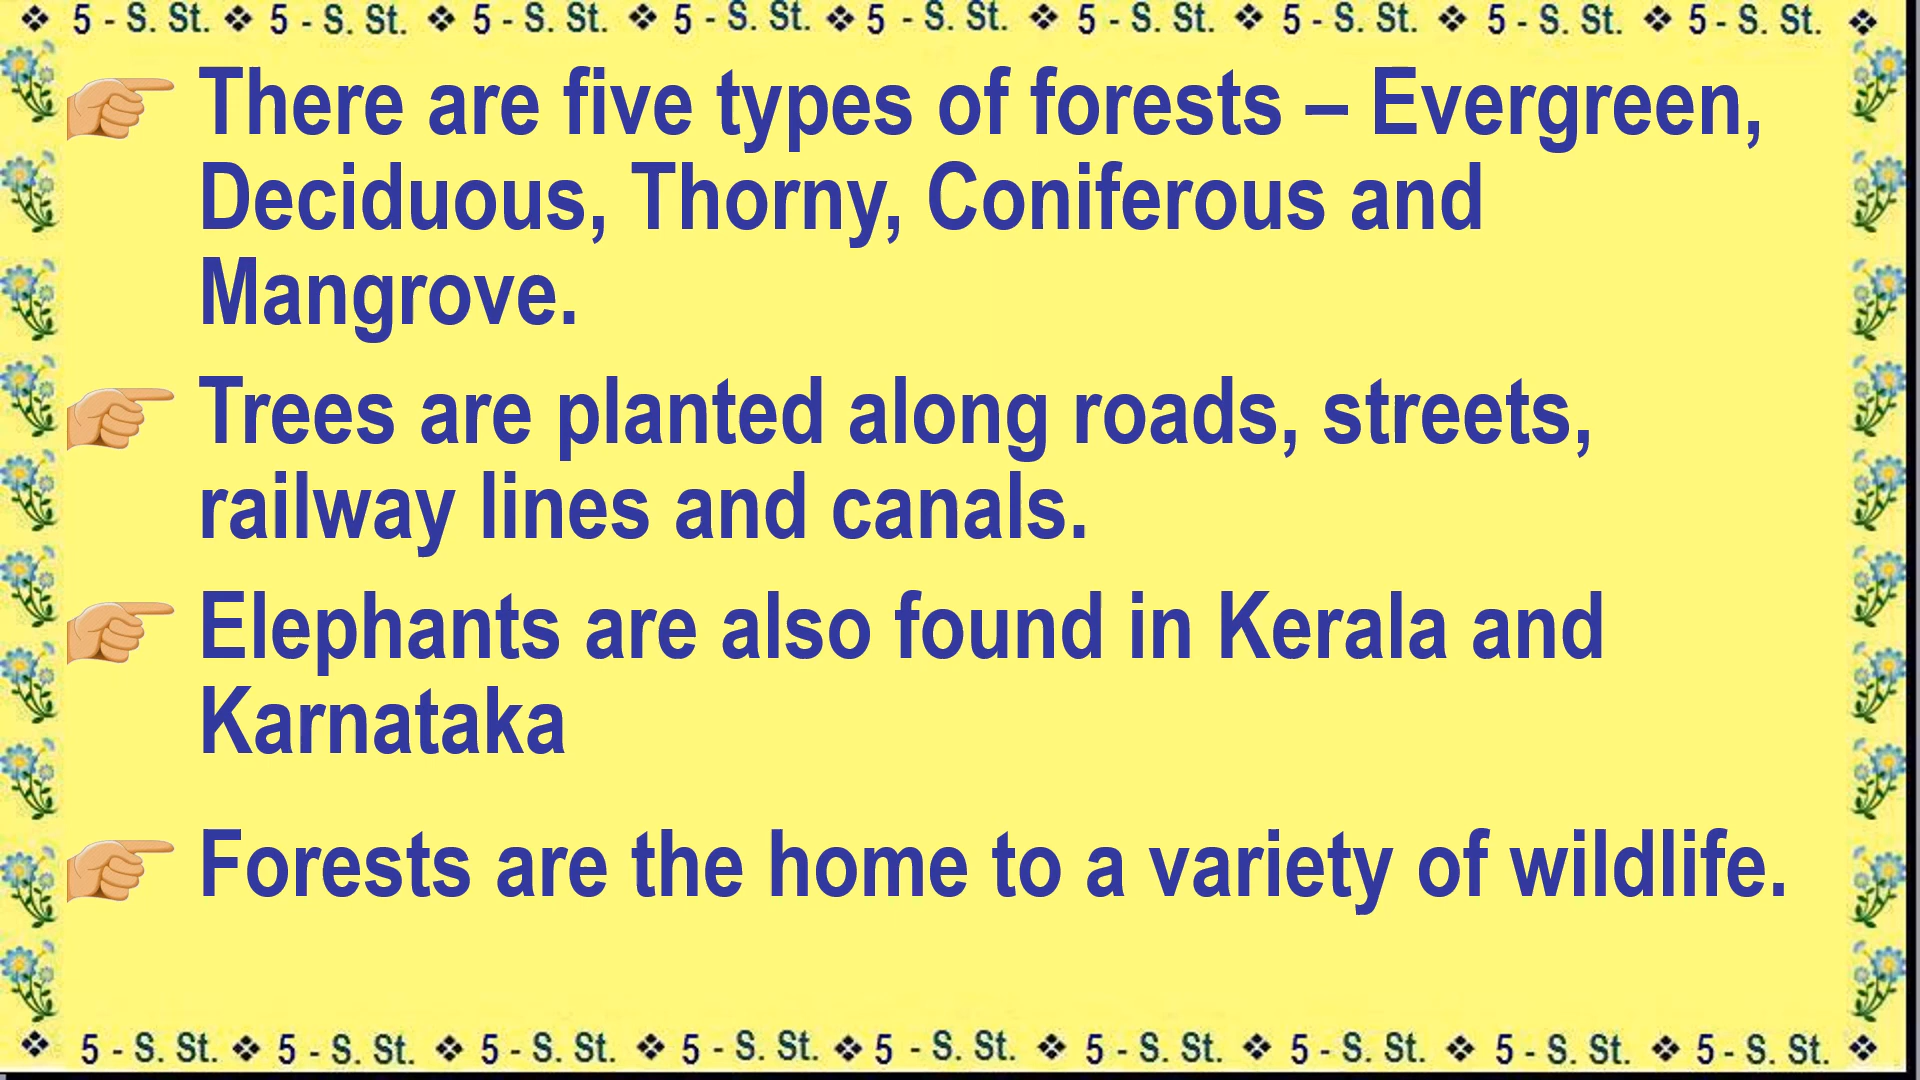 ❖ 5 - S. St. ❖ 5 - S. St. ❖ 5 - S. St. ❖ 5 - S. St. ❖ 5 - S. St. ❖ 5 - S. St. ❖ 5 - S. St. ❖ 5 - S. St. ❖ 5 - S. St. ❖
There are five types of forests – Evergreen,
Deciduous, Thorny, Coniferous and
Mangrove.
Trees are planted along roads, streets,
railway lines and canals.
Elephants are also found in Kerala and
Karnataka
Forests are the home to a variety of wildlife.
❖ 5 - S. St. ❖ 5 - S. St. ❖ 5 - S. St. ❖ 5 - S. St. ❖ 5 - S. St. ❖ 5 - S. St. ❖ 5 - S. St. ❖ 5 - S. St. ❖ 5 - S. St. ❖